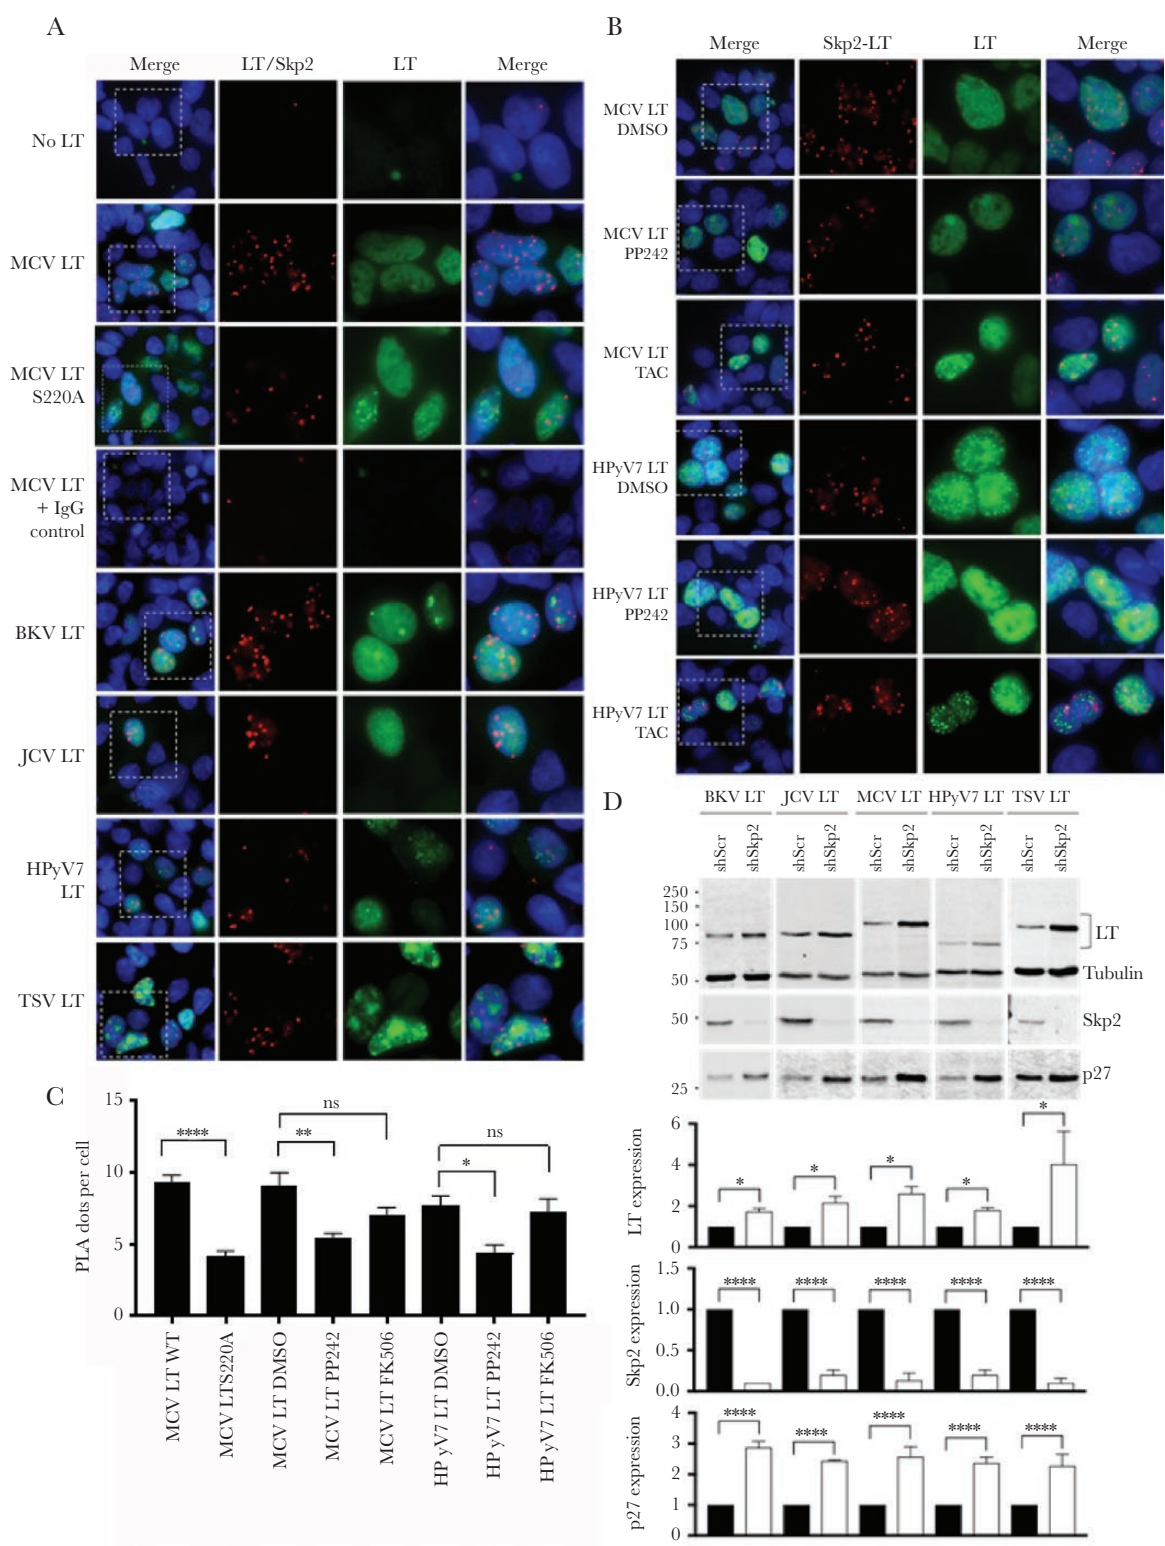 A
Merge LT/Skp2 LT Merge
No LT
MCV LT
MCV LT
S220A
MCV LT
+ IgG
control
BKV LT
JCV LT
HPyV7
LT
TSV LT
B
Merge Skp2-LT LT Merge
MCV LT
DMSO
MCV LT
PP242
MCV LT
TAC
HPyV7 LT
DMSO
HPyV7 LT
PP242
HPyV7 LT
TAC
C
PLA dots per cell
15
10
5
0
**** ** ns * ns
MCV LT WT
MCV LTS220A
MCV LT DMSO
MCV LT PP242
MCV LT FK506
HP yV7 LT DMSO
HP yV7 LT PP242
HP yV7 LT FK506
D
BKV LT JCV LT MCV LT HPyV7 LT TSV LT
shScr shSkp2 shScr shSkp2 shScr shSkp2 shScr shSkp2 shScr shSkp2
250
150
100
75
LT
50
Tubulin
50
Skp2
25
p27
LT expression
6
4
2
0
* * * * *
Skp2 expression
1.5
1.0
0.5
0.0
**** **** **** **** ****
p27 expression
4
3
2
1
0
**** **** **** **** ****